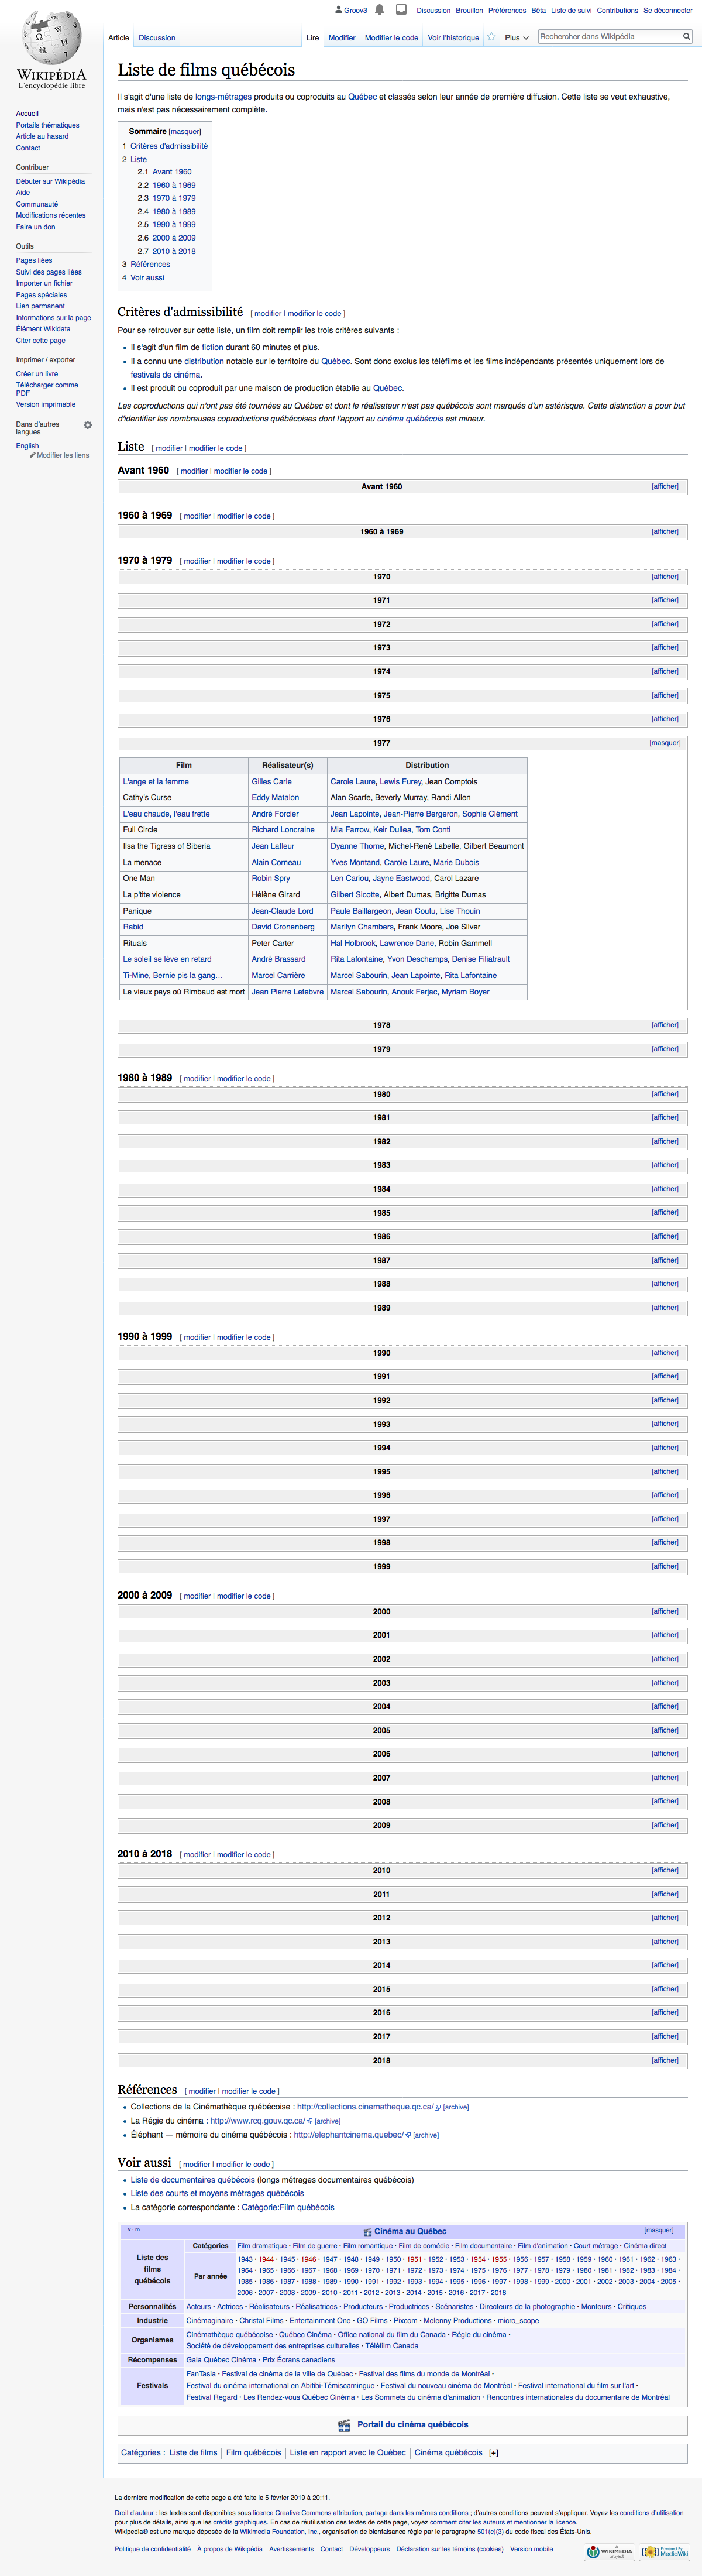 Groov3 Discussion Brouillon Préférences Bêta Liste de suivi Contributions Se déconnecter
Article Discussion Lire Modifier Modifier le code Voir l'historique Plus Rechercher dans Wikipédia
WIKIPÉDIA
L'encyclopédie libre
Accueil
Portails thématiques
Article au hasard
Contact
Contribuer
Débuter sur Wikipédia
Aide
Communauté
Modifications récentes
Faire un don
Outils
Pages liées
Suivi des pages liées
Importer un fichier
Pages spéciales
Lien permanent
Informations sur la page
Élément Wikidata
Citer cette page
Imprimer / exporter
Créer un livre
Télécharger comme
PDF
Version imprimable
Dans d'autres
langues
English
Modifier les liens
Liste de films québécois
Il s'agit d'une liste de longs-métrages produits ou coproduits au Québec et classés selon leur année de première diffusion. Cette liste se veut exhaustive,
mais n'est pas nécessairement complète.
Sommaire [masquer]
1 Critères d'admissibilité
2 Liste
2.1 Avant 1960
2.2 1960 à 1969
2.3 1970 à 1979
2.4 1980 à 1989
2.5 1990 à 1999
2.6 2000 à 2009
2.7 2010 à 2018
3 Références
4 Voir aussi
Critères d'admissibilité [ modifier | modifier le code ]
Pour se retrouver sur cette liste, un film doit remplir les trois critères suivants :
• Il s'agit d'un film de fiction durant 60 minutes et plus.
• Il a connu une distribution notable sur le territoire du Québec. Sont donc exclus les téléfilms et les films indépendants présentés uniquement lors de
festivals de cinéma.
• Il est produit ou coproduit par une maison de production établie au Québec.
Les coproductions qui n'ont pas été tournées au Québec et dont le réalisateur n'est pas québécois sont marqués d'un astérisque. Cette distinction a pour but
d'identifier les nombreuses coproductions québécoises dont l'apport au cinéma québécois est mineur.
Liste [ modifier | modifier le code ]
Avant 1960 [ modifier | modifier le code ]
Avant 1960 [afficher]
1960 à 1969 [ modifier | modifier le code ]
1960 à 1969 [afficher]
1970 à 1979 [ modifier | modifier le code ]
1970 [afficher]
1971 [afficher]
1972 [afficher]
1973 [afficher]
1974 [afficher]
1975 [afficher]
1976 [afficher]
1977 [masquer]
Film Réalisateur(s) Distribution
L'ange et la femme Gilles Carle Carole Laure, Lewis Furey, Jean Comptois
Cathy's Curse Eddy Matalon Alan Scarfe, Beverly Murray, Randi Allen
L'eau chaude, l'eau frette André Forcier Jean Lapointe, Jean-Pierre Bergeron, Sophie Clément
Full Circle Richard Loncraine Mia Farrow, Keir Dullea, Tom Conti
Ilsa the Tigress of Siberia Jean Lafleur Dyanne Thorne, Michel-René Labelle, Gilbert Beaumont
La menace Alain Corneau Yves Montand, Carole Laure, Marie Dubois
One Man Robin Spry Len Cariou, Jayne Eastwood, Carol Lazare
La p'tite violence Hélène Girard Gilbert Sicotte, Albert Dumas, Brigitte Dumas
Panique Jean-Claude Lord Paule Baillargeon, Jean Coutu, Lise Thouin
Rabid David Cronenberg Marilyn Chambers, Frank Moore, Joe Silver
Rituals Peter Carter Hal Holbrook, Lawrence Dane, Robin Gammell
Le soleil se lève en retard André Brassard Rita Lafontaine, Yvon Deschamps, Denise Filiatrault
Ti-Mine, Bernie pis la gang… Marcel Carrière Marcel Sabourin, Jean Lapointe, Rita Lafontaine
Le vieux pays où Rimbaud est mort Jean Pierre Lefebvre Marcel Sabourin, Anouk Ferjac, Myriam Boyer
1978 [afficher]
1979 [afficher]
1980 à 1989 [ modifier | modifier le code ]
1980 [afficher]
1981 [afficher]
1982 [afficher]
1983 [afficher]
1984 [afficher]
1985 [afficher]
1986 [afficher]
1987 [afficher]
1988 [afficher]
1989 [afficher]
1990 à 1999 [ modifier | modifier le code ]
1990 [afficher]
1991 [afficher]
1992 [afficher]
1993 [afficher]
1994 [afficher]
1995 [afficher]
1996 [afficher]
1997 [afficher]
1998 [afficher]
1999 [afficher]
2000 à 2009 [ modifier | modifier le code ]
2000 [afficher]
2001 [afficher]
2002 [afficher]
2003 [afficher]
2004 [afficher]
2005 [afficher]
2006 [afficher]
2007 [afficher]
2008 [afficher]
2009 [afficher]
2010 à 2018 [ modifier | modifier le code ]
2010 [afficher]
2011 [afficher]
2012 [afficher]
2013 [afficher]
2014 [afficher]
2015 [afficher]
2016 [afficher]
2017 [afficher]
2018 [afficher]
Références [ modifier | modifier le code ]
• Collections de la Cinémathèque québécoise : http://collections.cinematheque.qc.ca/ [archive]
• La Régie du cinéma : http://www.rcq.gouv.qc.ca/ [archive]
• Éléphant — mémoire du cinéma québécois : http://elephantcinema.quebec/ [archive]
Voir aussi [ modifier | modifier le code ]
• Liste de documentaires québécois (longs métrages documentaires québécois)
• Liste des courts et moyens métrages québécois
• La catégorie correspondante : Catégorie:Film québécois
v · m Cinéma au Québec [masquer]
Liste des films québécois
Catégories Film dramatique · Film de guerre · Film romantique · Film de comédie · Film documentaire · Film d'animation · Court métrage · Cinéma direct
Par année 1943 · 1944 · 1945 · 1946 · 1947 · 1948 · 1949 · 1950 · 1951 · 1952 · 1953 · 1954 · 1955 · 1956 · 1957 · 1958 · 1959 · 1960 · 1961 · 1962 · 1963 ·
1964 · 1965 · 1966 · 1967 · 1968 · 1969 · 1970 · 1971 · 1972 · 1973 · 1974 · 1975 · 1976 · 1977 · 1978 · 1979 · 1980 · 1981 · 1982 · 1983 · 1984 ·
1985 · 1986 · 1987 · 1988 · 1989 · 1990 · 1991 · 1992 · 1993 · 1994 · 1995 · 1996 · 1997 · 1998 · 1999 · 2000 · 2001 · 2002 · 2003 · 2004 · 2005 ·
2006 · 2007 · 2008 · 2009 · 2010 · 2011 · 2012 · 2013 · 2014 · 2015 · 2016 · 2017 · 2018
Personnalités Acteurs · Actrices · Réalisateurs · Réalisatrices · Producteurs · Productrices · Scénaristes · Directeurs de la photographie · Monteurs · Critiques
Industrie Cinémaginaire · Christal Films · Entertainment One · GO Films · Pixcom · Melenny Productions · micro_scope
Organismes Cinémathèque québécoise · Québec Cinéma · Office national du film du Canada · Régie du cinéma ·
Société de développement des entreprises culturelles · Téléfilm Canada
Récompenses Gala Québec Cinéma · Prix Écrans canadiens
Festivals FanTasia · Festival de cinéma de la ville de Québec · Festival des films du monde de Montréal ·
Festival du cinéma international en Abitibi-Témiscamingue · Festival du nouveau cinéma de Montréal · Festival international du film sur l'art ·
Festival Regard · Les Rendez-vous Québec Cinéma · Les Sommets du cinéma d'animation · Rencontres internationales du documentaire de Montréal
Portail du cinéma québécois
Catégories : Liste de films | Film québécois | Liste en rapport avec le Québec | Cinéma québécois [+]
La dernière modification de cette page a été faite le 5 février 2019 à 20:11.
Droit d'auteur : les textes sont disponibles sous licence Creative Commons attribution, partage dans les mêmes conditions ; d'autres conditions peuvent s'appliquer. Voyez les conditions d'utilisation
pour plus de détails, ainsi que les crédits graphiques. En cas de réutilisation des textes de cette page, voyez comment citer les auteurs et mentionner la licence.
Wikipedia® est une marque déposée de la Wikimedia Foundation, Inc., organisation de bienfaisance régie par le paragraphe 501(c)(3) du code fiscal des États-Unis.
Politique de confidentialité À propos de Wikipédia Avertissements Contact Développeurs Déclaration sur les témoins (cookies) Version mobile
A WIKIMEDIA project Powered By MediaWiki